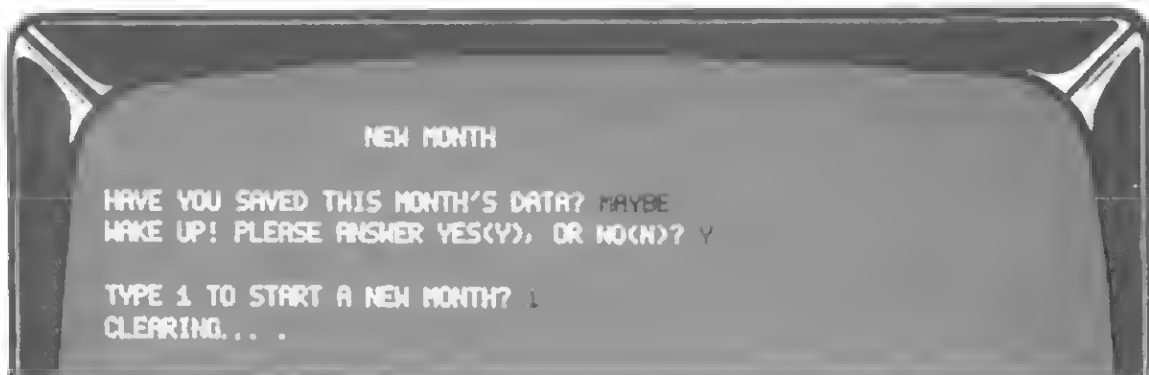 NEW MONTH
HAVE YOU SAVED THIS MONTH'S DATA? MAYBE
WAKE UP! PLEASE ANSWER YES(Y), OR NO(N)? Y
TYPE 1 TO START A NEW MONTH? 1
CLEARING... .